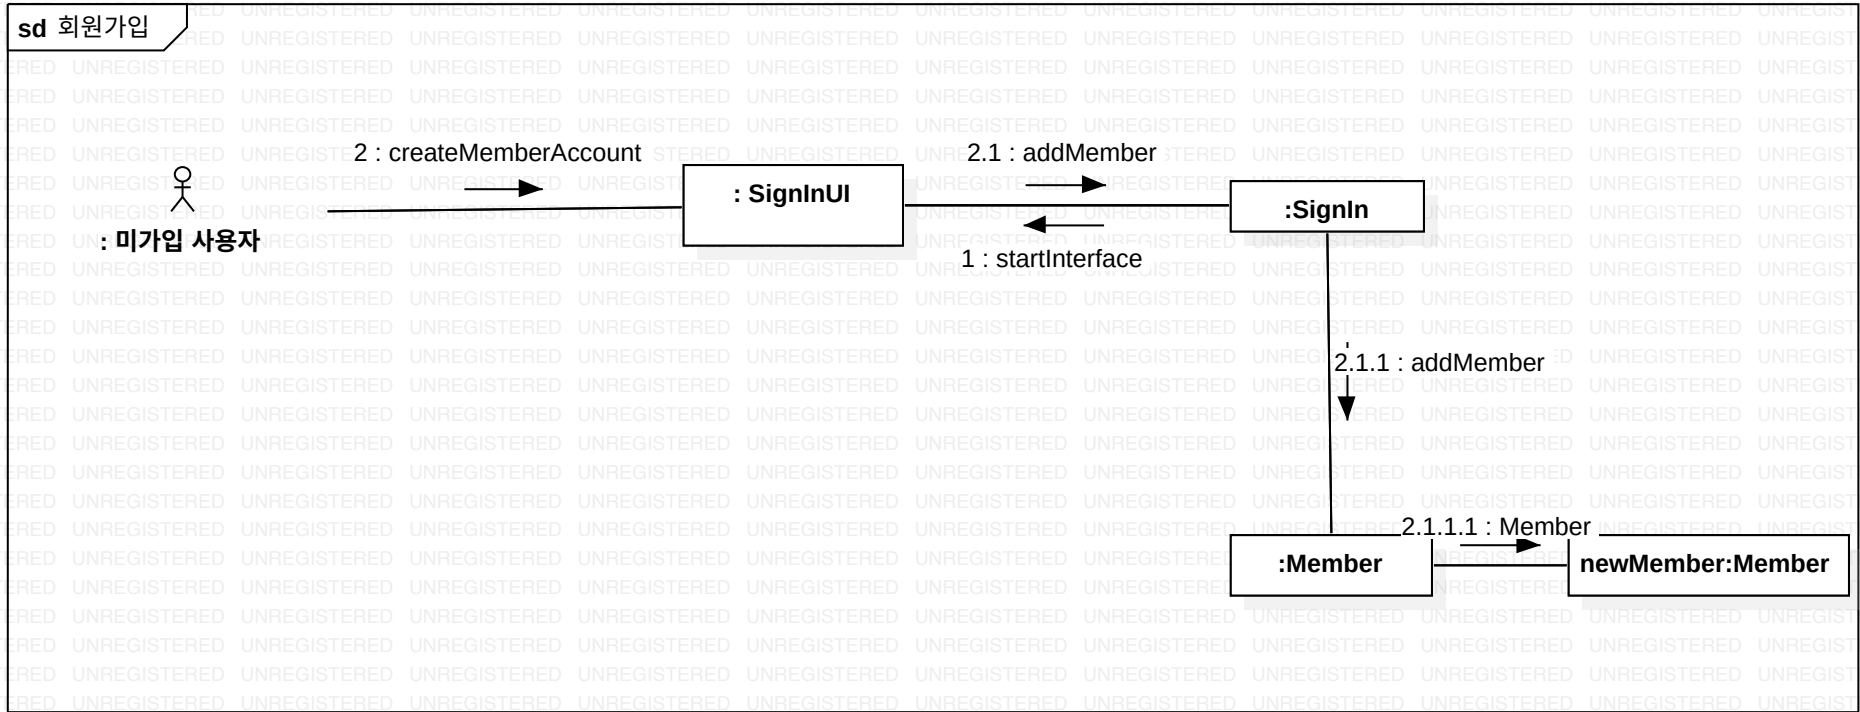 sd 회원가입
2 : createMemberAccount
2.1 : addMember
: SignInUI
:SignIn
: 미가입 사용자
1 : startInterface
2.1.1 : addMember
2.1.1.1 : Member
:Member
newMember:Member
UNREGISTERED